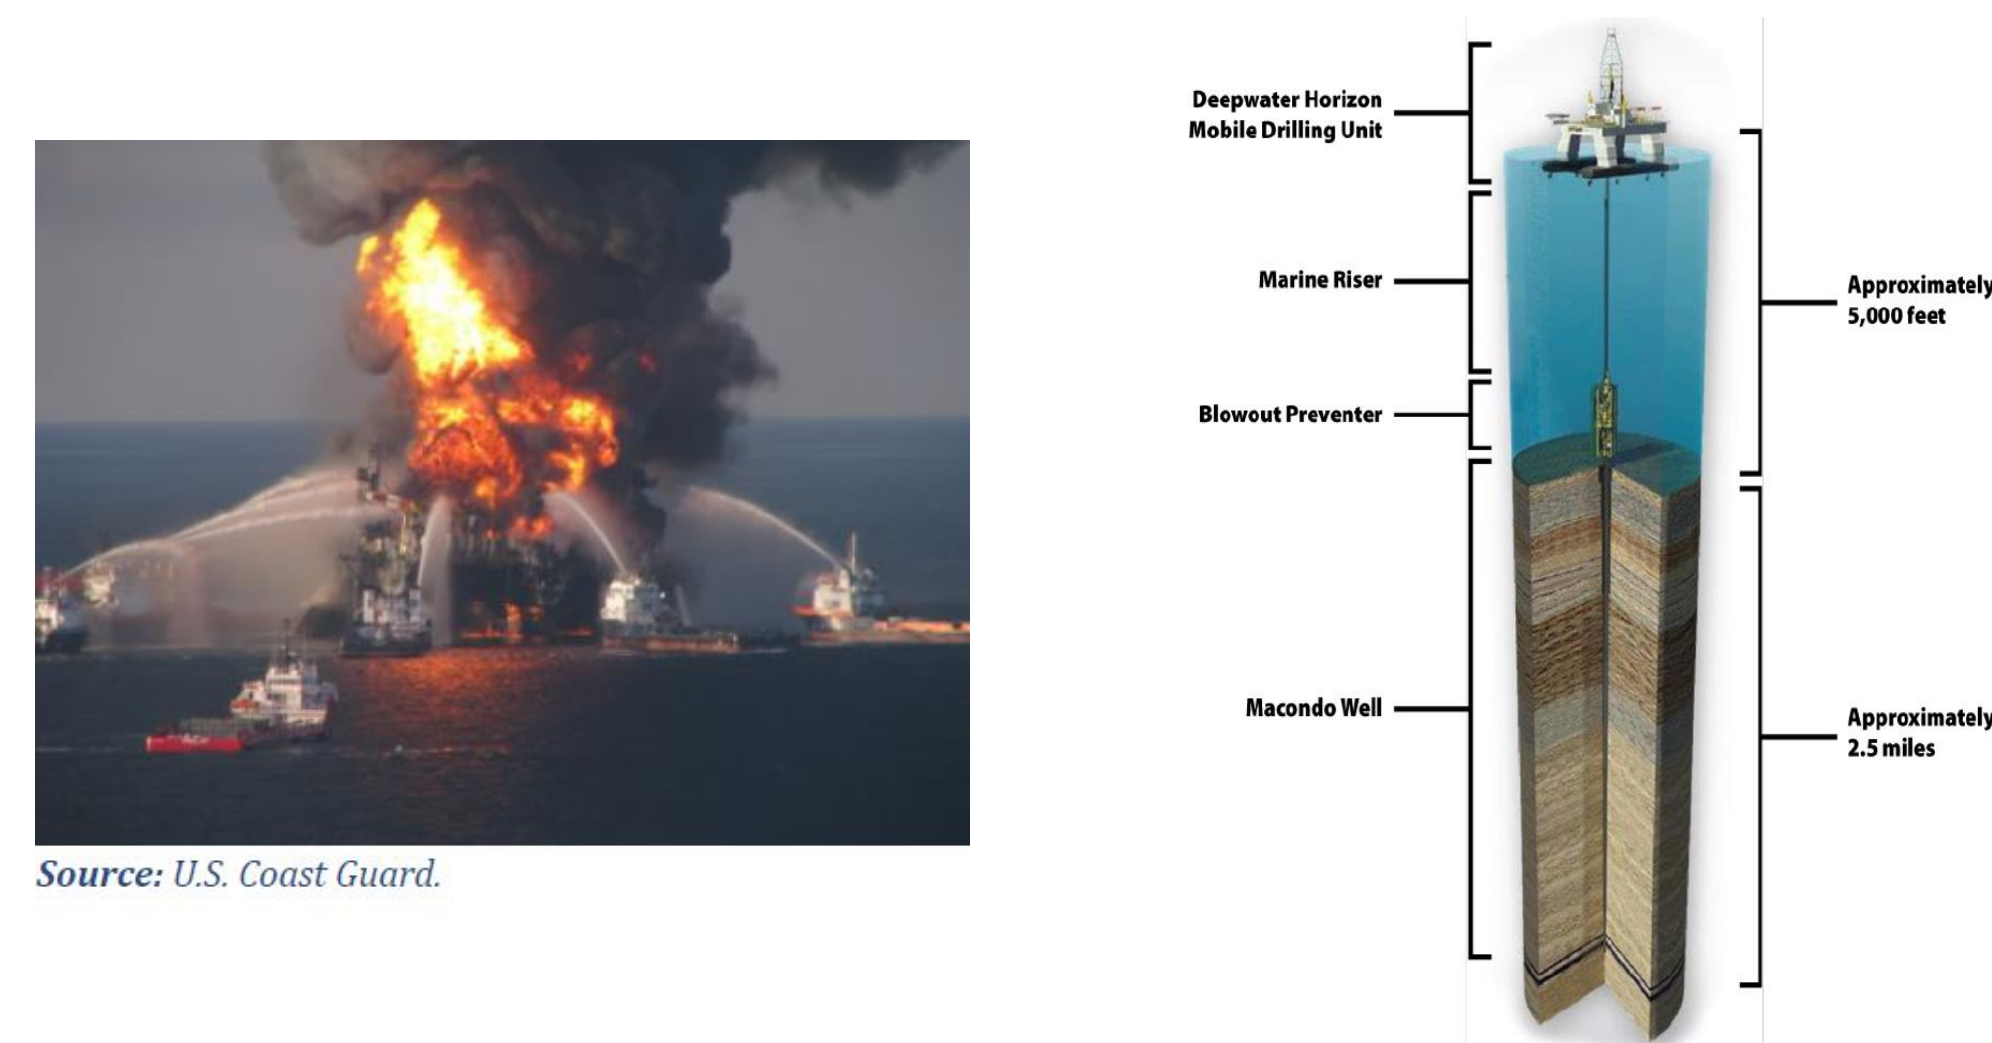 Source: U.S. Coast Guard.
Deepwater Horizon
Mobile Drilling Unit
Marine Riser
Blowout Preventer
Macondo Well
Approximately
5,000 feet
Approximately
2.5 miles